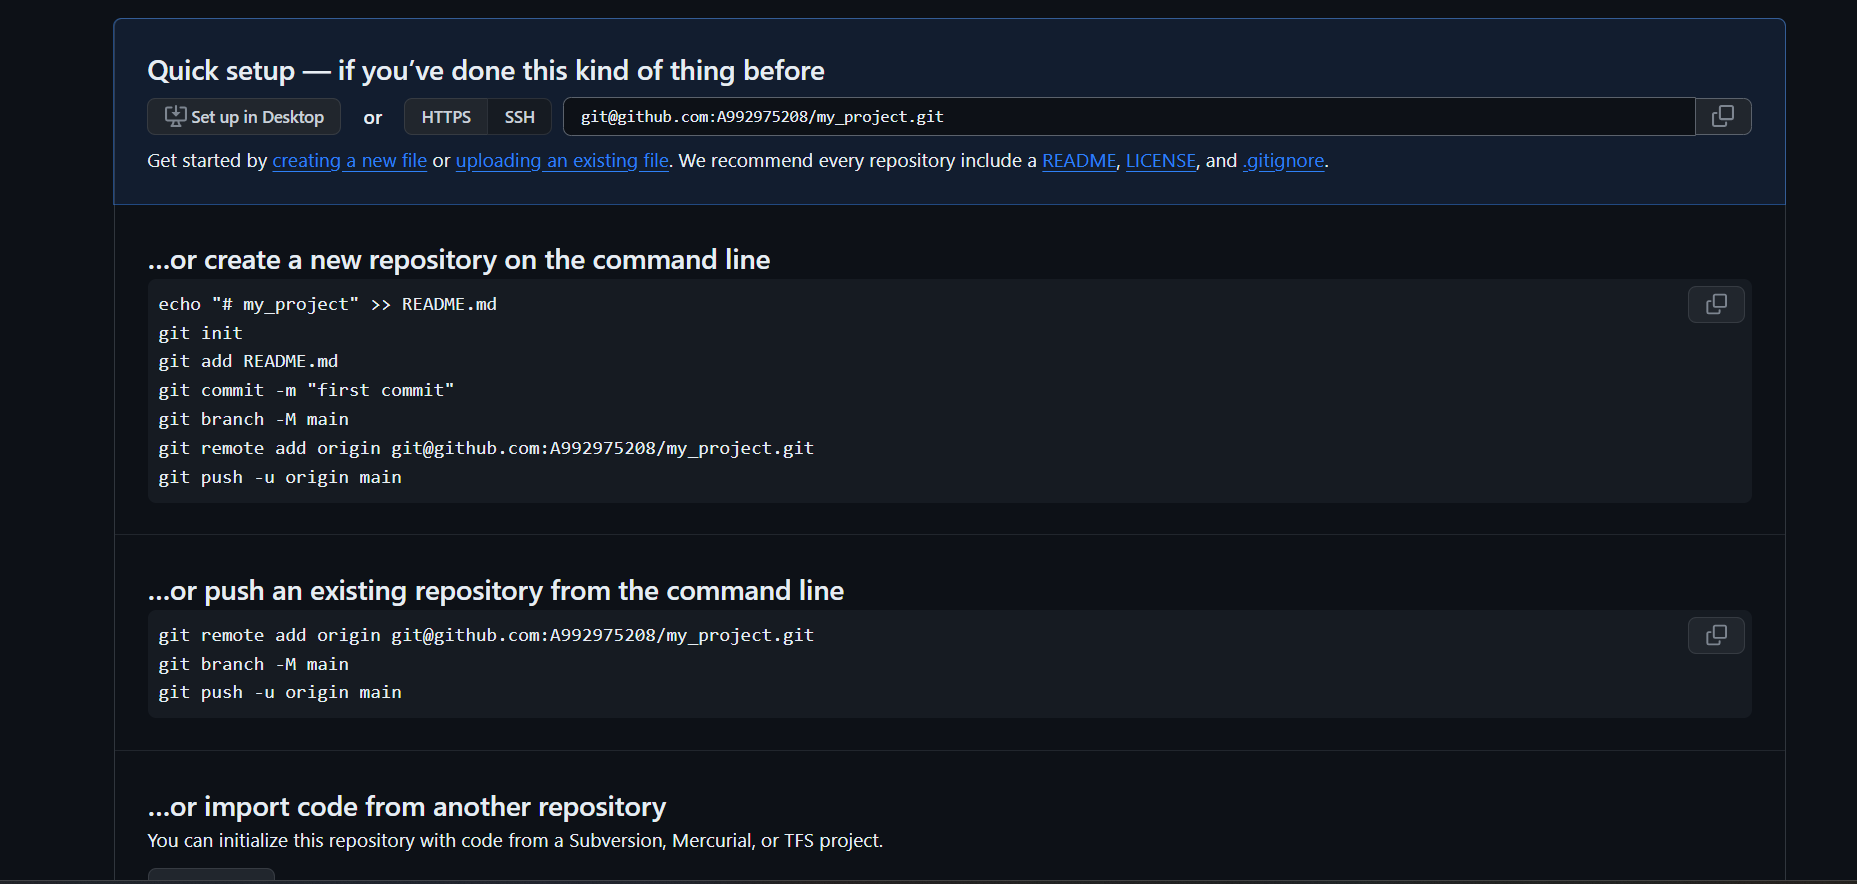 Quick setup — if you’ve done this kind of thing before
Set up in Desktop or HTTPS SSH git@github.com:A992975208/my_project.git
Get started by creating a new file or uploading an existing file. We recommend every repository include a README, LICENSE, and .gitignore.
…or create a new repository on the command line
echo "# my_project" >> README.md
git init
git add README.md
git commit -m "first commit"
git branch -M main
git remote add origin git@github.com:A992975208/my_project.git
git push -u origin main
…or push an existing repository from the command line
git remote add origin git@github.com:A992975208/my_project.git
git branch -M main
git push -u origin main
…or import code from another repository
You can initialize this repository with code from a Subversion, Mercurial, or TFS project.